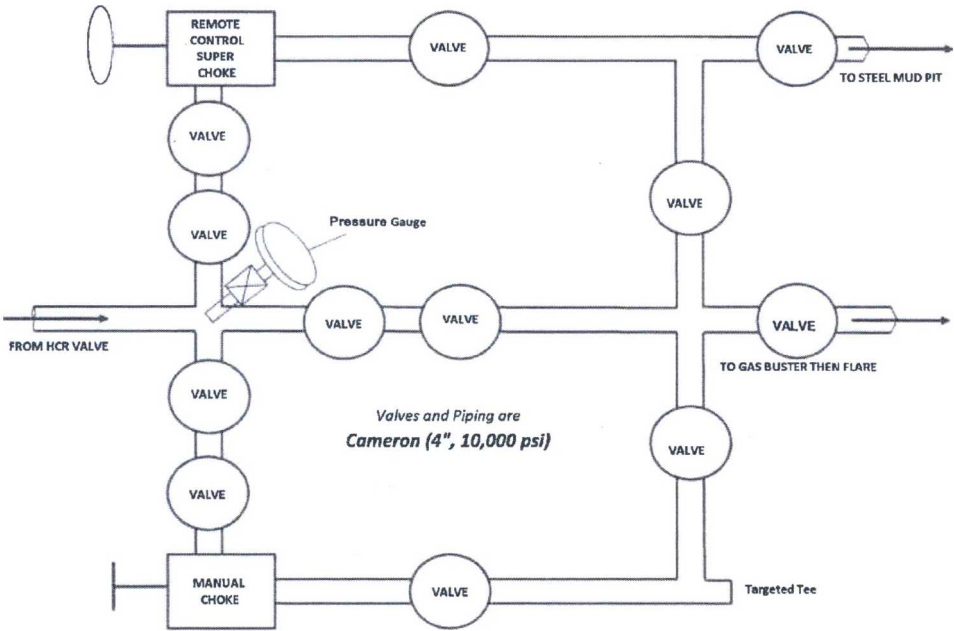 REMOTE
CONTROL
SUPER
CHOKE
VALVE
VALVE
TO STEEL MUD PIT
VALVE
VALVE
VALVE
Pressure Gauge
FROM HCR VALVE
VALVE
VALVE
VALVE
TO GAS BUSTER THEN FLARE
VALVE
Valves and Piping are
Cameron (4", 10,000 psi)
VALVE
VALVE
MANUAL
CHOKE
VALVE
Targeted Tee